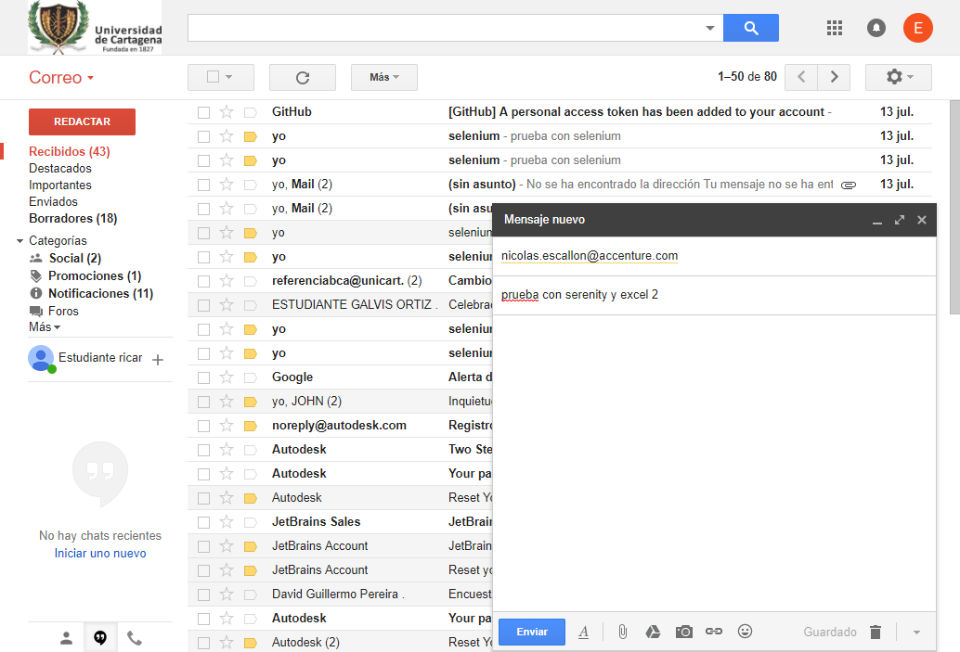 Universidad
de Cartagena
Fundada en 1827
E
Correo
Más
1–50 de 80
REDACTAR
Recibidos (43)
Destacados
Importantes
Enviados
Borradores (18)
Categorías
Social (2)
Promociones (1)
Notificaciones (11)
Foros
Más
Estudiante ricar
No hay chats recientes
Iniciar uno nuevo
GitHub [GitHub] A personal access token has been added to your account - 13 jul.
yo selenium - prueba con selenium 13 jul.
yo selenium - prueba con selenium 13 jul.
yo, Mail (2) (sin asunto) - No se ha encontrado la dirección Tu mensaje no se ha ent 13 jul.
yo, Mail (2) (sin asu
yo selenium
yo selenium
referenciabca@unicart. (2) Cambio
ESTUDIANTE GALVIS ORTIZ . Celebrac
yo seleniun
yo seleniun
Google Alerta d
yo, JOHN (2) Inquietud
noreply@autodesk.com Registro
Autodesk Two Ste
Autodesk Your pa
Autodesk Reset Yo
JetBrains Sales JetBrain
JetBrains Account JetBrains
JetBrains Account Reset yo
David Guillermo Pereira . Encuest
Autodesk Your pa
Autodesk (2) Reset Yo
Mensaje nuevo
nicolas.escallon@accenture.com
prueba con serenity y excel 2
Enviar
A
Guardado